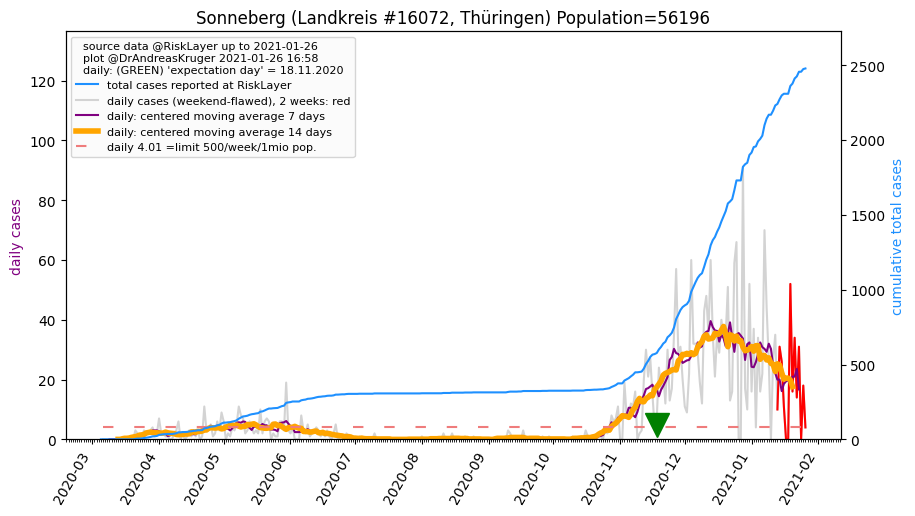 Sonneberg (Landkreis #16072, Thüringen) Population=56196
source data @RiskLayer up to 2021-01-26
plot @DrAndreasKruger 2021-01-26 16:58
daily: (GREEN) 'expectation day' = 18.11.2020
total cases reported at RiskLayer
daily cases (weekend-flawed), 2 weeks: red
daily: centered moving average 7 days
daily: centered moving average 14 days
daily 4.01 =limit 500/week/1mio pop.
daily cases
120
100
80
60
40
20
0
cumulative total cases
2500
2000
1500
1000
500
0
2020-03
2020-04
2020-05
2020-06
2020-07
2020-08
2020-09
2020-10
2020-11
2020-12
2021-01
2021-02